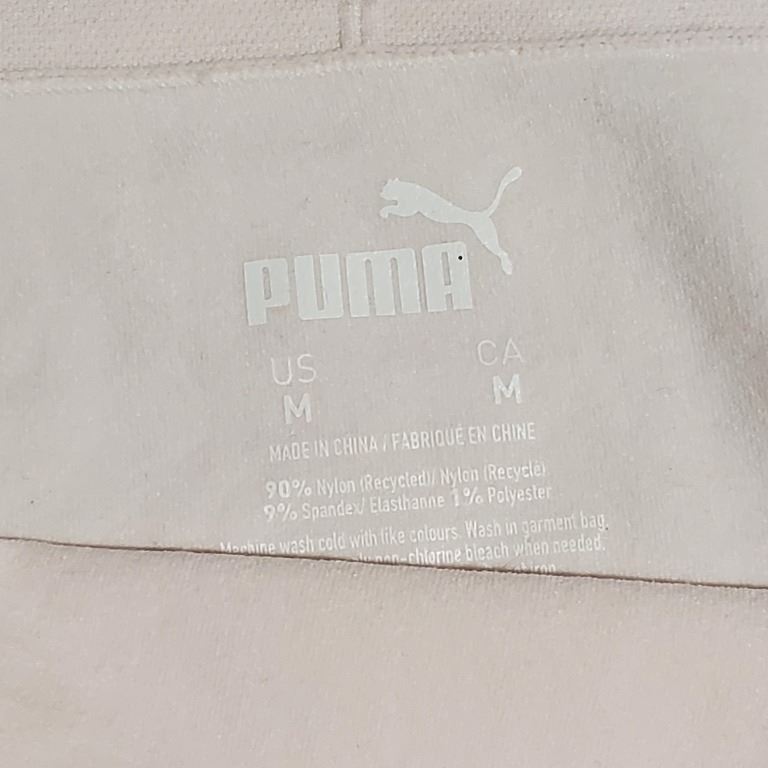 PUMA
US CA
M M
MADE IN CHINA / FABRIQUÉ EN CHINE
90% Nylon (Recycled)/ Nylon (Recyclé)
9% Spandex/ Elasthanne 1% Polyester
Machine wash cold with like colours. Wash in garment bag.
non-chlorine bleach when needed.
iron